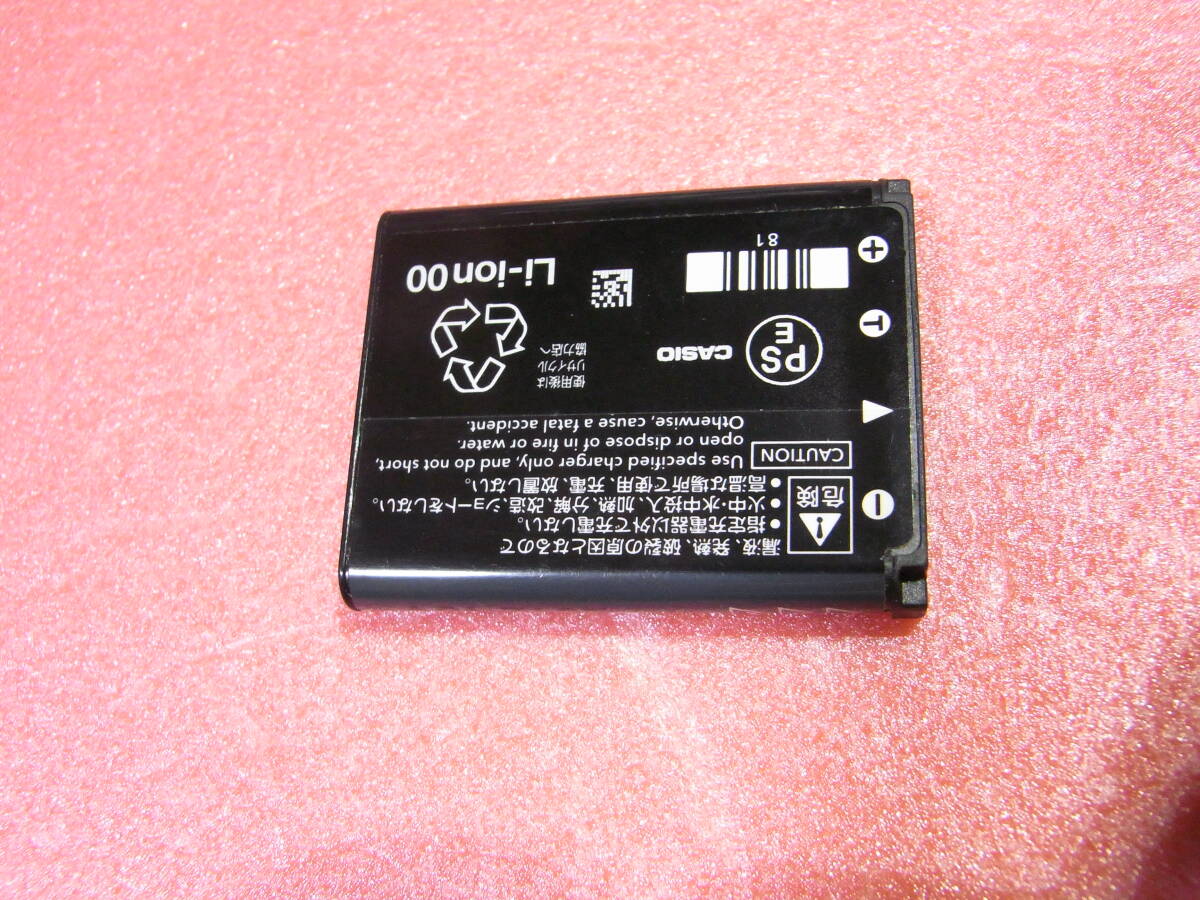 漏液、発熱、破裂の原因となるので
危険
● 指定充電器以外で充電しない。
● 火中・水中投入、加熱、分解、改造、ショートをしない。
● 高温な場所で使用、充電、放置しない。
CAUTION
Use specified charger only, and do not short,
open or dispose of in fire or water.
Otherwise, cause a fatal accident.
PS
E
CASIO
使用後は
リサイクル
協力店へ
Li-ion00
81
+
T
−